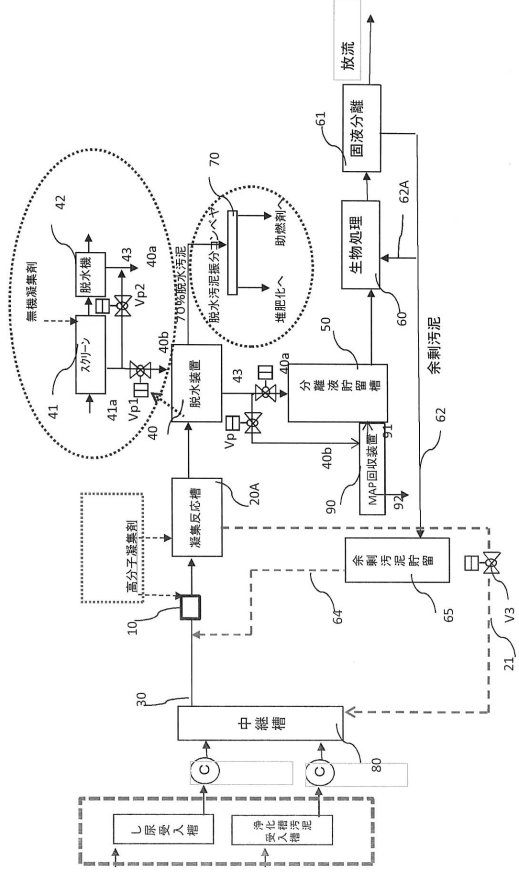 し尿受入槽
浄化槽汚泥
受入槽
C
C
中継槽
80
30
10
高分子凝集剤
凝集反応槽
20A
21
V3
64
余剰汚泥貯留
65
無機凝集剤
スクリーン
41
41a
脱水機
42
43
40a
Vp2
Vp1
40b
脱水装置
40
70%脱水汚泥
脱水汚泥振分コンベヤ
70
堆肥化へ
助燃剤へ
43
Vp
40a
40b
分離液貯留槽
50
MAP回収装置
90
91
92
生物処理
60
固液分離
61
放流
62A
余剰汚泥
62